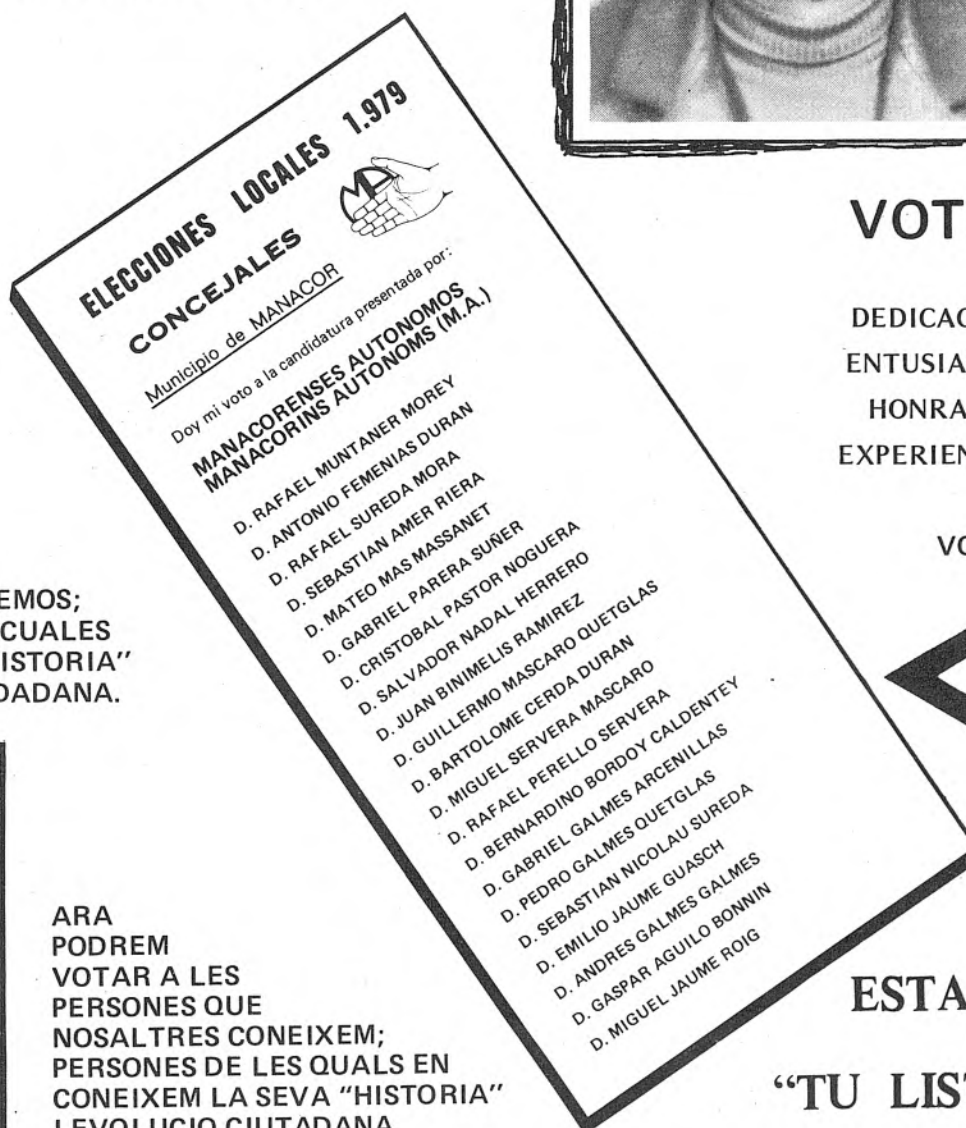 ELECCIONES LOCALES 1.979
CONCEJALES
MA
Municipio de MANACOR
Doy mi voto a la candidatura presentada por:
MANACORENSES AUTONOMOS
MANACORINS AUTONOMS (M.A.)
D. RAFAEL MUNTANER MOREY
D. ANTONIO FEMENIAS DURAN
D. RAFAEL SUREDA MORA
D. SEBASTIAN AMER RIERA
D. MATEO MAS MASSANET
D. GABRIEL PARERA SUÑER
D. CRISTOBAL PASTOR NOGUERA
D. SALVADOR NADAL HERRERO
D. JUAN BINIMELIS RAMIREZ
D. GUILLERMO MASCARO QUETGLAS
D. BARTOLOME CERDA DURAN
D. MIGUEL SERVERA MASCARO
D. RAFAEL PERELLO SERVERA
D. BERNARDINO BORDOY CALDENTEY
D. GABRIEL GALMES ARCENILLAS
D. PEDRO GALMES QUETGLAS
D. SEBASTIAN NICOLAU SUREDA
D. EMILIO JAUME GUASCH
D. ANDRES GALMES GALMES
D. GASPAR AGUILO BONNIN
D. MIGUEL JAUME ROIG
EMOS;
CUALES
ISTORIA"
DADANA.
ARA
PODREM
VOTAR A LES
PERSONES QUE
NOSALTRES CONEIXEM;
PERSONES DE LES QUALS EN
CONEIXEM LA SEVA "HISTORIA"
I EVOLUCIO CIUTADANA
VOT
DEDICAC
ENTUSIA
HONRA
EXPERIEN
VO
ESTA
"TU LIS